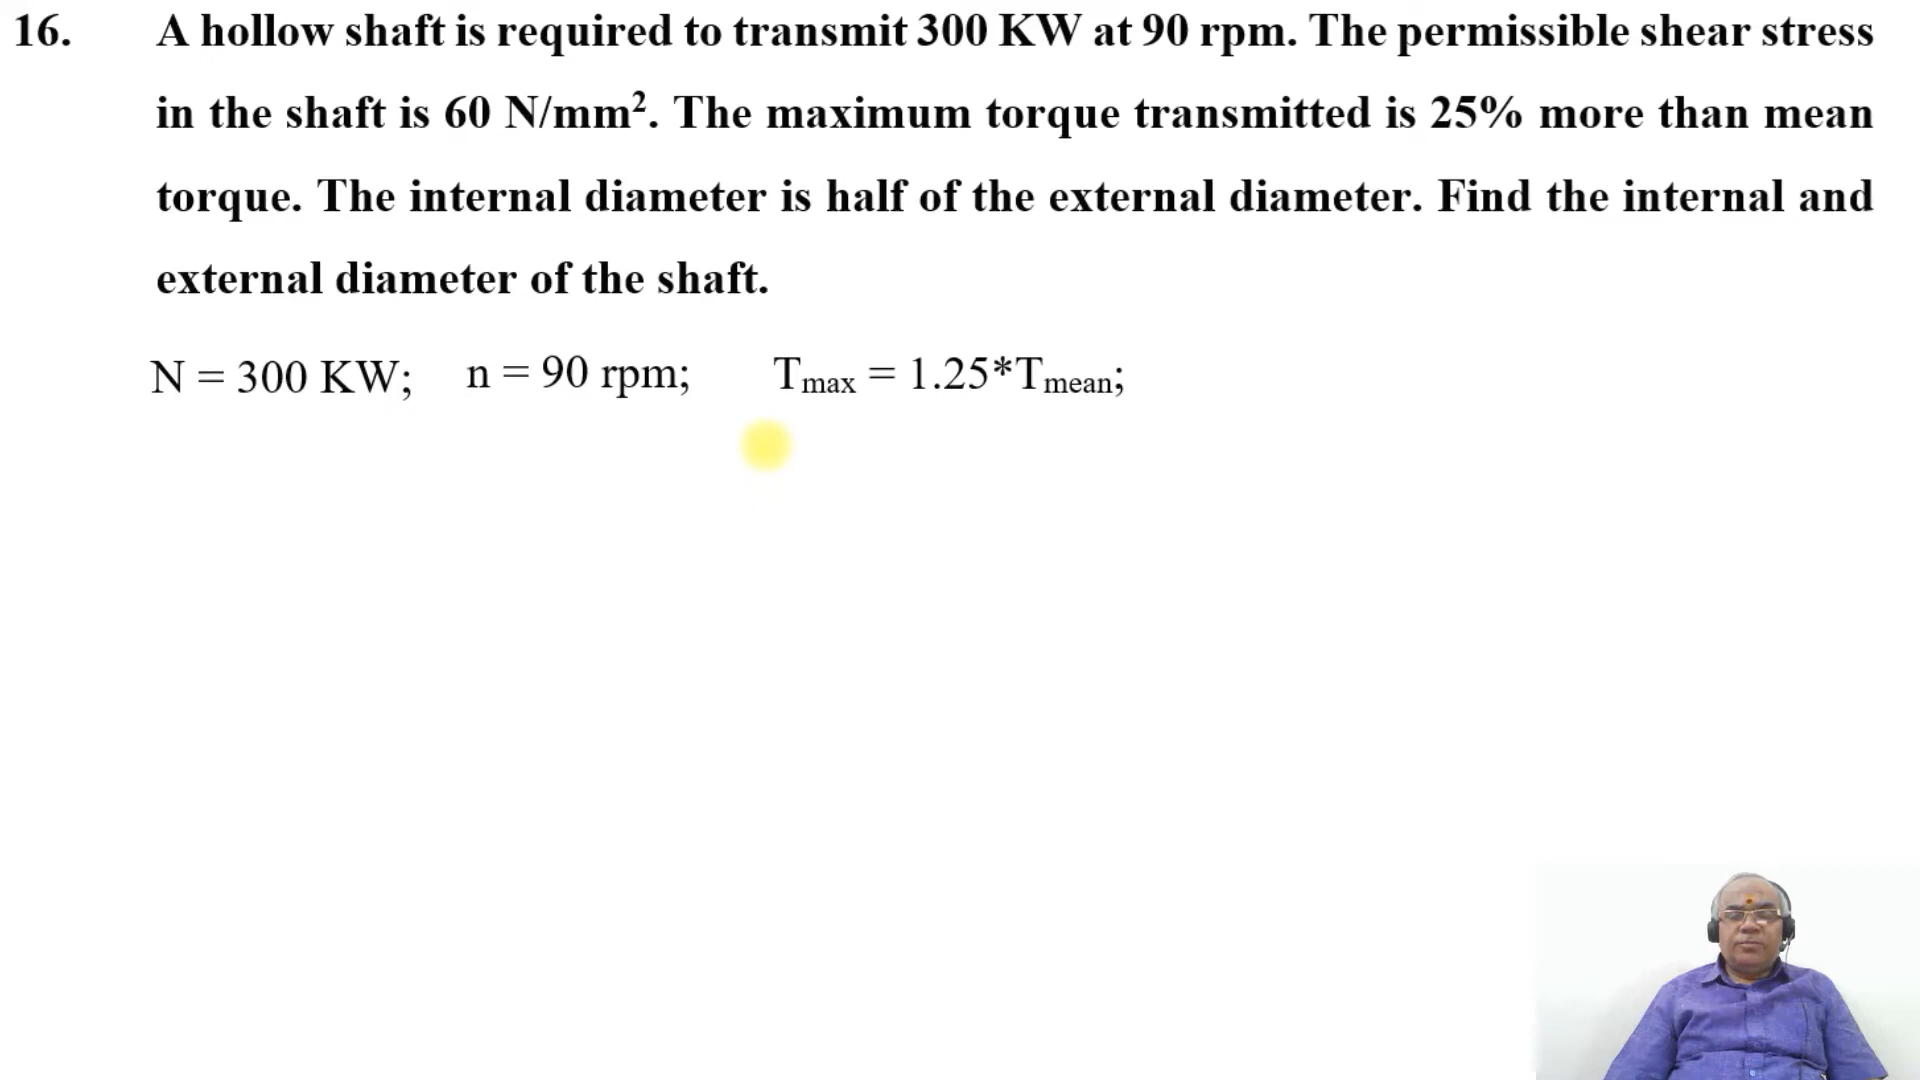 16. A hollow shaft is required to transmit 300 KW at 90 rpm. The permissible shear stress
in the shaft is 60 N/mm². The maximum torque transmitted is 25% more than mean
torque. The internal diameter is half of the external diameter. Find the internal and
external diameter of the shaft.
N = 300 KW; n = 90 rpm; Tmax = 1.25*Tmean;